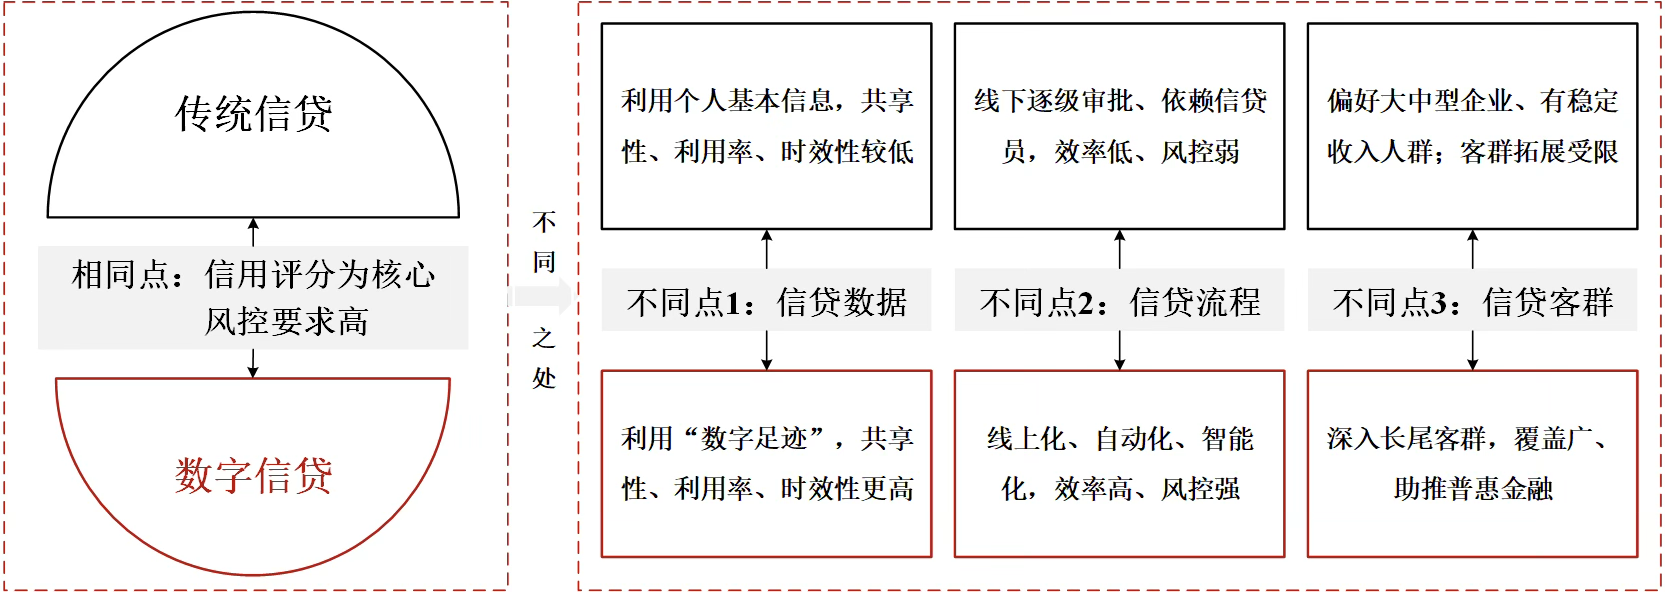 传统信贷
相同点：信用评分为核心
风控要求高
数字信贷
不同之处
利用个人基本信息，共享
性、利用率、时效性较低
不同点1：信贷数据
利用“数字足迹”，共享
性、利用率、时效性更高
线下逐级审批、依赖信贷
员，效率低、风控弱
不同点2：信贷流程
线上化、自动化、智能
化，效率高、风控强
偏好大中型企业、有稳定
收入人群；客群拓展受限
不同点3：信贷客群
深入长尾客群，覆盖广、
助推普惠金融